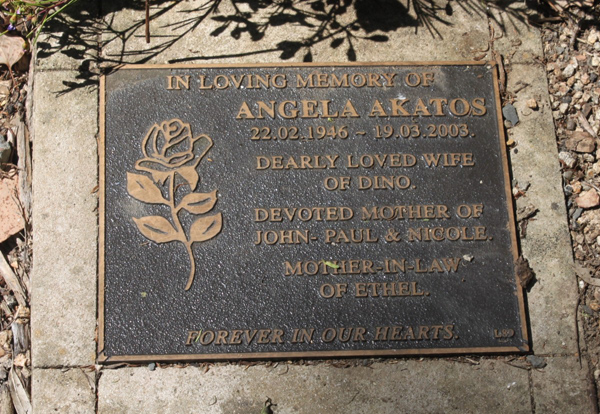 IN LOVING MEMORY OF
ANGELA AKATOS
22.02.1946 ~ 19.03.2003.
DEARLY LOVED WIFE
OF DINO.
DEVOTED MOTHER OF
JOHN- PAUL & NICOLE.
MOTHER-IN-LAW
OF ETHEL.
FOREVER IN OUR HEARTS.